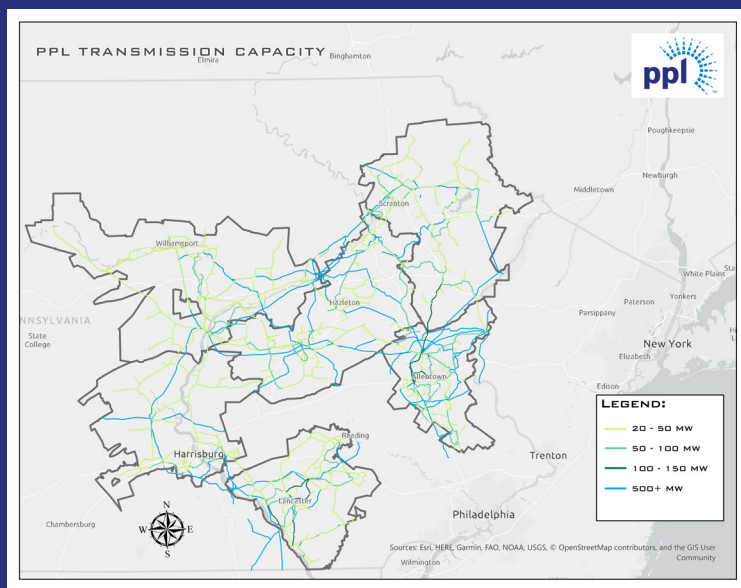 PPL TRANSMISSION CAPACITY
Elmira
Binghamton
ppl
Poughkeepsie
Newburgh
Middletown
Scranton
Williamsport
White Plains
Sta
Hazleton
Paterson
Yonkers
NNSYLVANIA
Parsippany
State
College
New York
Elizabeth
Allentown
Edison
LEGEND:
20 - 50 MW
50 - 100 MW
100 - 150 MW
500+ MW
Reading
Harrisburg
Trenton
Lancaster
N
W
E
S
Philadelphia
Chambersburg
Wilmington
Sources: Esri, HERE, Garmin, FAO, NOAA, USGS, © OpenStreetMap contributors, and the GIS User
Community